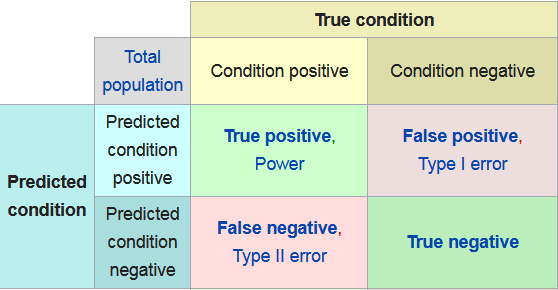 True condition
Total
population
Condition positive
Condition negative
Predicted
condition
Predicted
condition
positive
True positive,
Power
False positive,
Type I error
Predicted
condition
negative
False negative,
Type II error
True negative